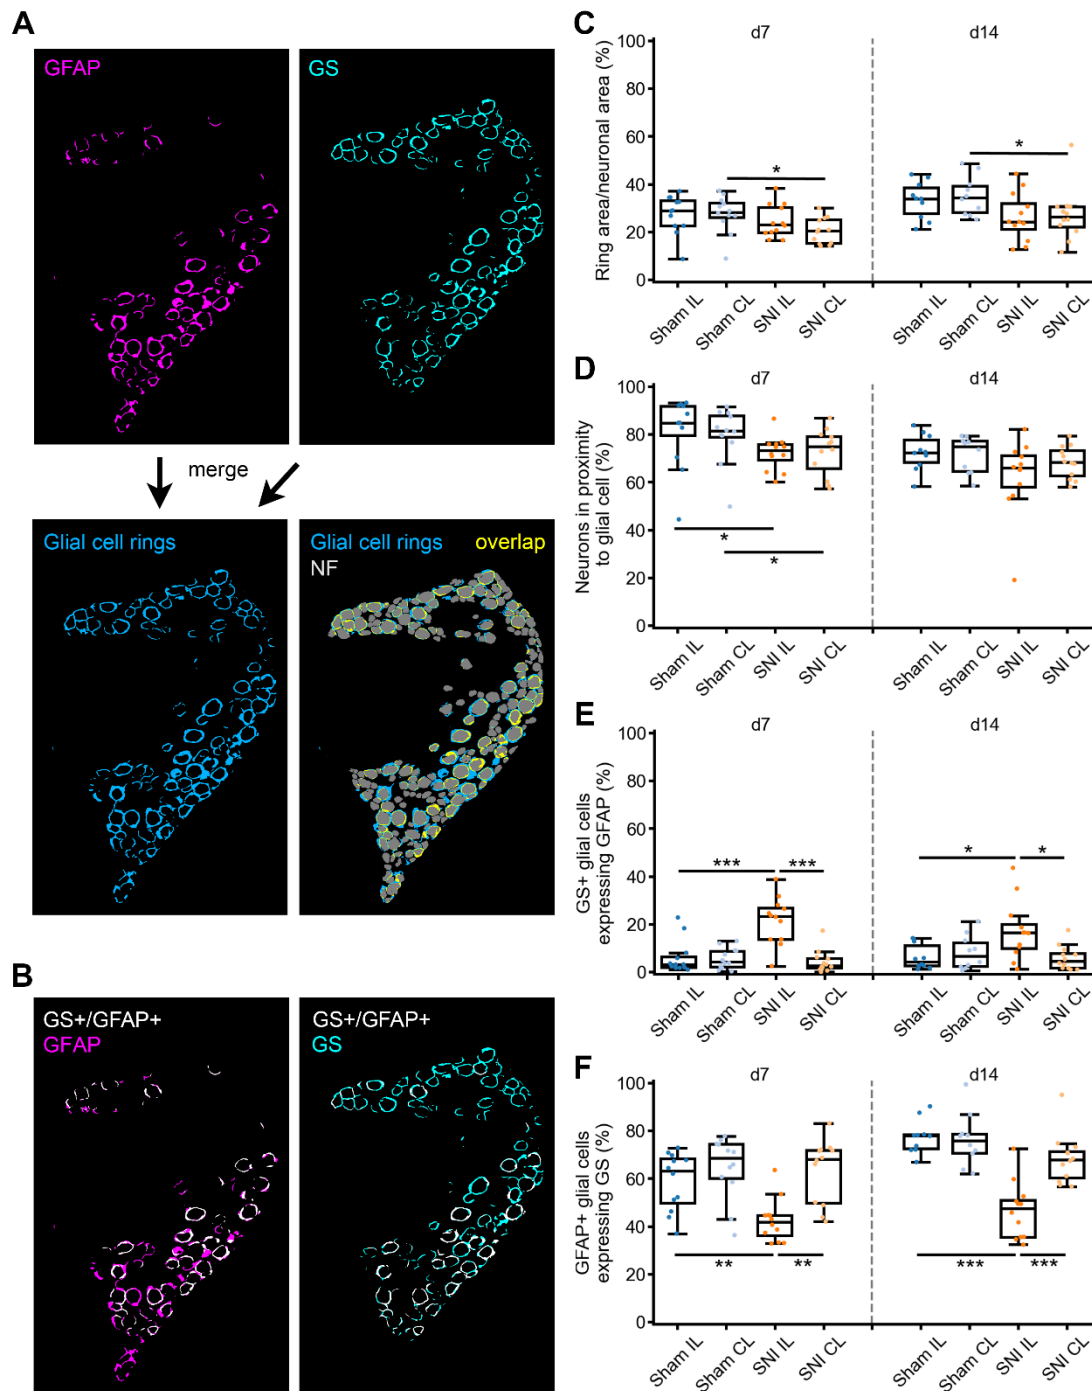 A
GFAP
GS
merge
Glial cell rings
Glial cell rings overlap
NF
B
GS+/GFAP+
GFAP
GS+/GFAP+
GS
C
d7
d14
Ring area/neuronal area (%)
100
80
60
40
20
0
*
*
Sham IL
Sham CL
SNI IL
SNI CL
Sham IL
Sham CL
SNI IL
SNI CL
D
d7
d14
Neurons in proximity
to glial cell (%)
100
80
60
40
20
0
*
*
Sham IL
Sham CL
SNI IL
SNI CL
Sham IL
Sham CL
SNI IL
SNI CL
E
d7
d14
GS+ glial cells
expressing GFAP (%)
100
80
60
40
20
0
***
***
*
*
Sham IL
Sham CL
SNI IL
SNI CL
Sham IL
Sham CL
SNI IL
SNI CL
F
d7
d14
GFAP+ glial cells
expressing GS (%)
100
80
60
40
20
0
**
**
***
***
Sham IL
Sham CL
SNI IL
SNI CL
Sham IL
Sham CL
SNI IL
SNI CL